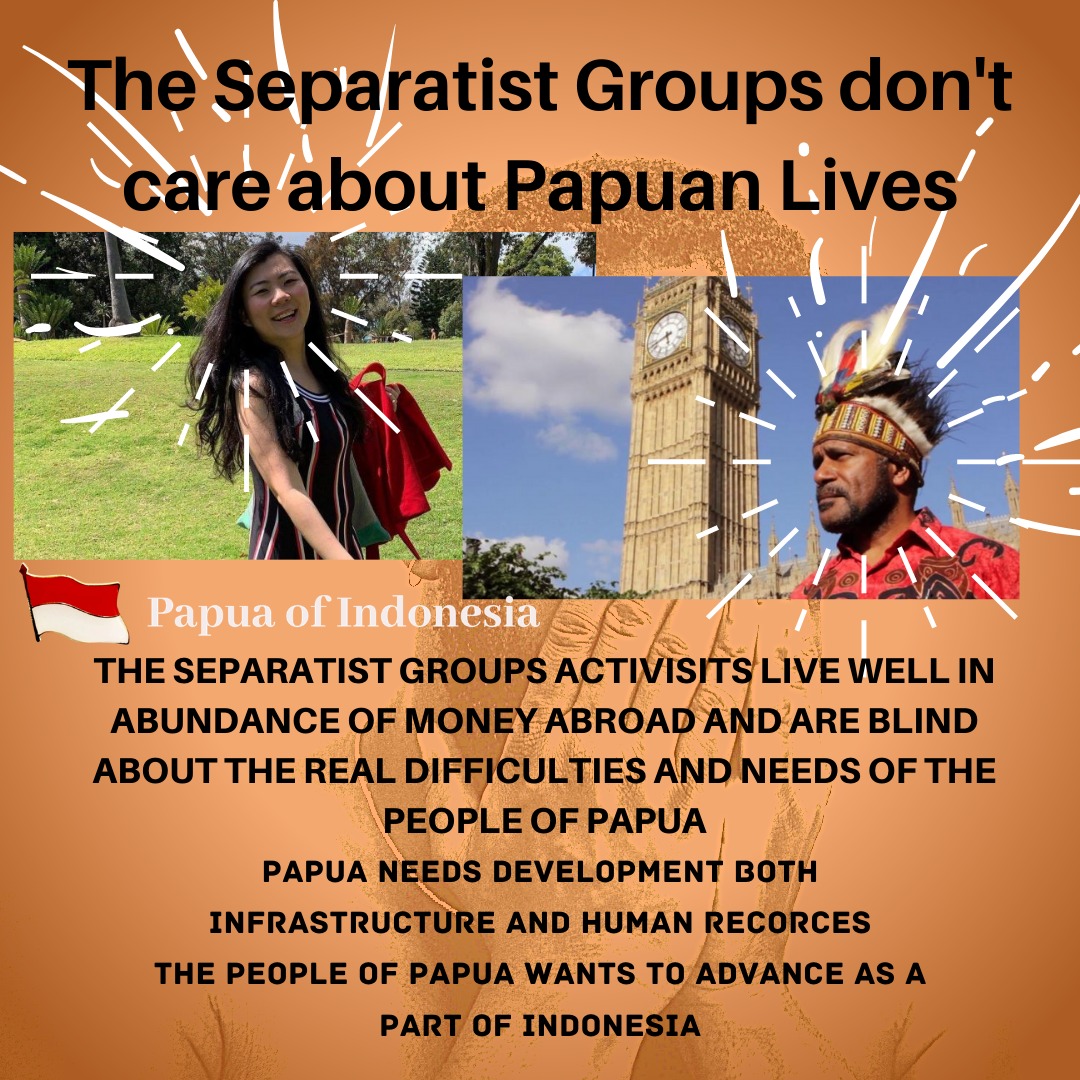 The Separatist Groups don't
care about Papuan Lives
Papua of Indonesia
THE SEPARATIST GROUPS ACTIVISITS LIVE WELL IN
ABUNDANCE OF MONEY ABROAD AND ARE BLIND
ABOUT THE REAL DIFFICULTIES AND NEEDS OF THE
PEOPLE OF PAPUA
PAPUA NEEDS DEVELOPMENT BOTH
INFRASTRUCTURE AND HUMAN RECORCES
THE PEOPLE OF PAPUA WANTS TO ADVANCE AS A
PART OF INDONESIA